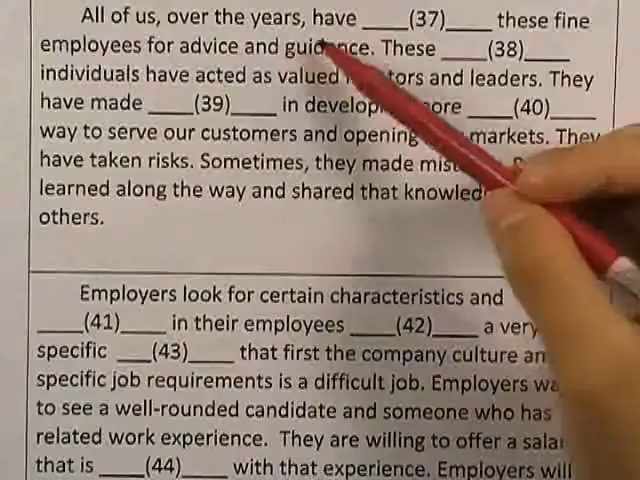 All of us, over the years, have ____(37)____ these fine
employees for advice and guidance. These ____(38)____
individuals have acted as valued tors and leaders. They
have made ____(39)____ in develop ore ____(40)____
way to serve our customers and opening markets. They
have taken risks. Sometimes, they made mis
learned along the way and shared that knowled
others.
Employers look for certain characteristics and
____(41)____ in their employees ____(42)____ a very
specific ___(43)____ that first the company culture an
specific job requirements is a difficult job. Employers wa
to see a well-rounded candidate and someone who has
related work experience. They are willing to offer a sala
that is ____(44)____ with that experience. Employers will